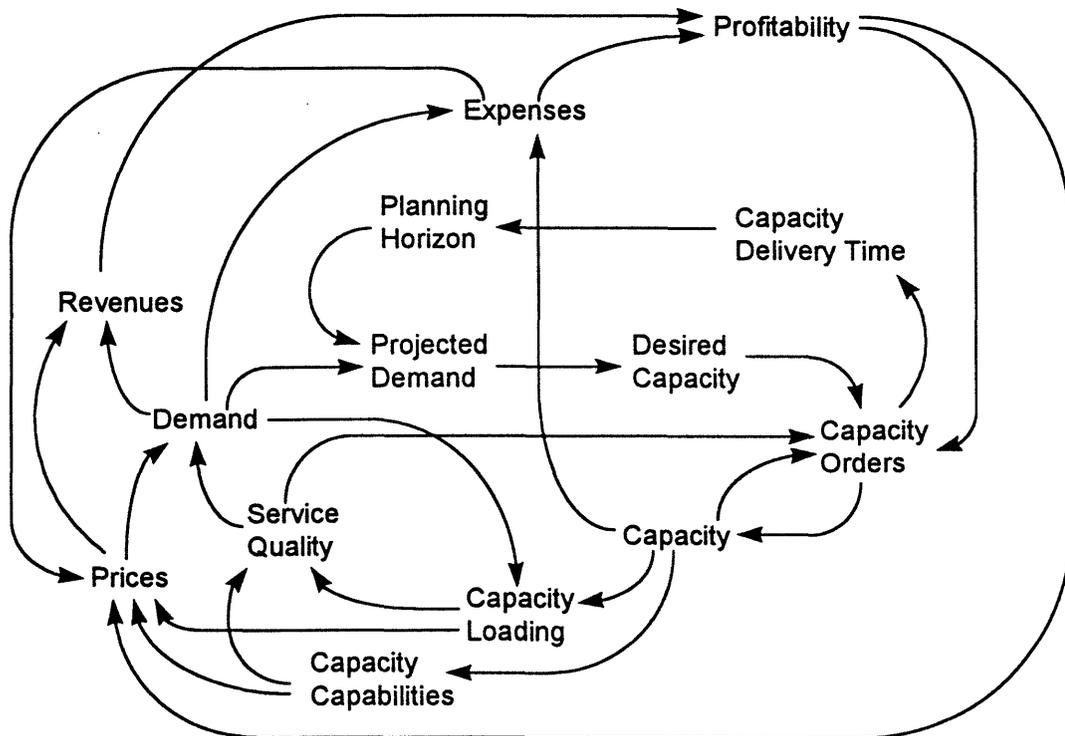 Profitability
Expenses
Planning
Horizon
Capacity
Delivery Time
Revenues
Projected
Demand
Desired
Capacity
Demand
Capacity
Orders
Service
Quality
Capacity
Prices
Capacity
Loading
Capacity
Capabilities